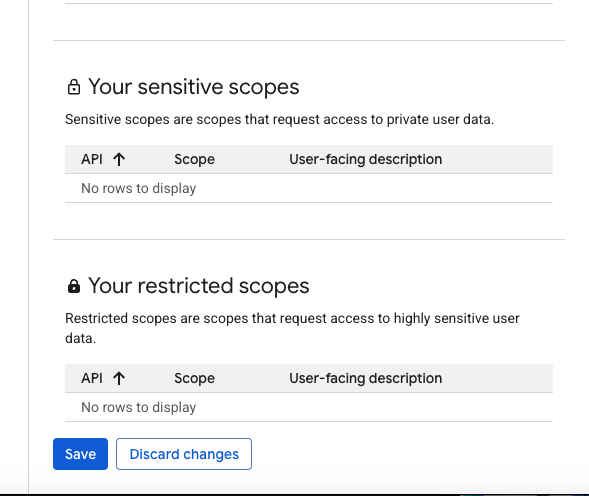 Your sensitive scopes
Sensitive scopes are scopes that request access to private user data.
API Scope User-facing description
No rows to display
Your restricted scopes
Restricted scopes are scopes that request access to highly sensitive user
data.
API Scope User-facing description
No rows to display
Save Discard changes